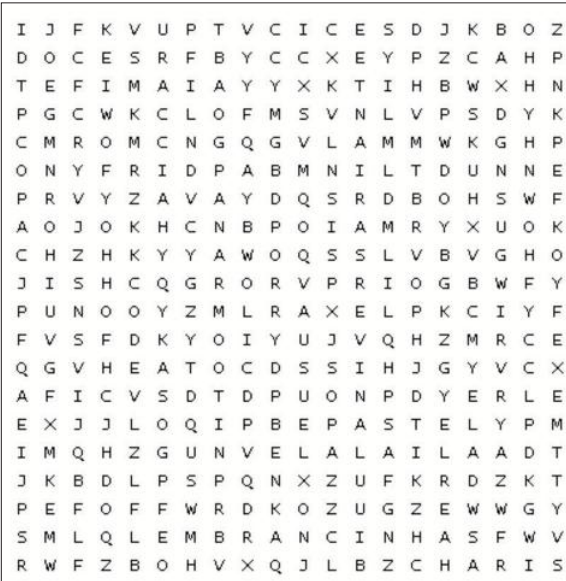 I J F K V U P T V C I C E S D J K B O Z
D O C E S R F B Y C C X E Y P Z C A H P
T E F I M A I A Y Y X K T I H B W X H N
P G C W K C L O F M S V N L V P S D Y K
C M R O M C N G Q G V L A M M W K G H P
O N Y F R I D P A B M N I L T D U N N E
P R V Y Z A V A Y D Q S R D B O H S W F
A O J O K H C N B P O I A M R Y X U O K
C H Z H K Y Y A W O Q S S L V B V G H O
J I S H C Q G R O R V P R I O G B W F Y
P U N O O Y Z M L R A X E L P K C I Y F
F V S F D K Y O I Y U J V Q H Z M R C E
Q G V H E A T O C D S S I H J G Y V C X
A F I C V S D T D P U O N P D Y E R L E
E X J J L O Q I P B E P A S T E L Y P M
I M Q H Z G U N V E L A L A I L A A D T
J K B D L P S P Q N X Z U F K R D Z K T
P E F O F F W R D K O Z U G Z E W W G Y
S M L Q L E M B R A N C I N H A S F W V
R W F Z B O H V X Q J L B Z C H A R I S